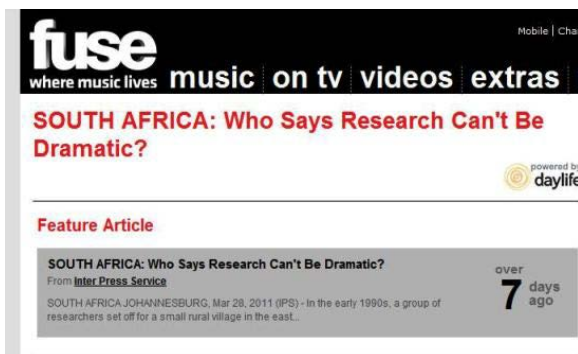 fuse
Mobile | Cha
where music lives music on tv videos extras
SOUTH AFRICA: Who Says Research Can't Be
Dramatic?
powered by
daylife
Feature Article
SOUTH AFRICA: Who Says Research Can't Be Dramatic?
From Inter Press Service
over
7 days
ago
SOUTH AFRICA JOHANNESBURG, Mar 28, 2011 (IPS) - In the early 1990s, a group of
researchers set off for a small rural village in the east...